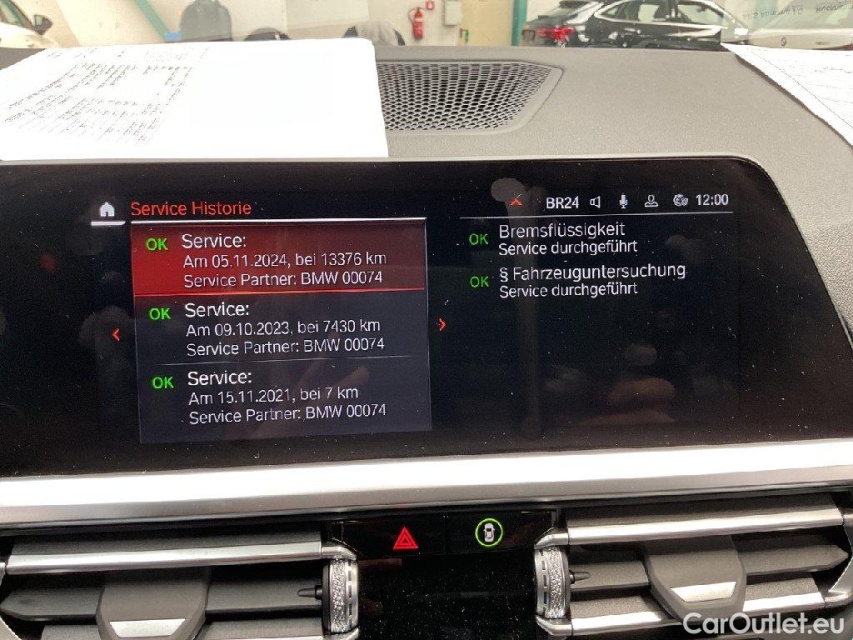 Service Historie
BR24
12:00
OK Service:
Am 05.11.2024, bei 13376 km
Service Partner: BMW 00074
OK Service:
Am 09.10.2023, bei 7430 km
Service Partner: BMW 00074
OK Service:
Am 15.11.2021, bei 7 km
Service Partner: BMW 00074
OK Bremsflüssigkeit
Service durchgeführt
OK § Fahrzeuguntersuchung
Service durchgeführt
CarOutlet.eu